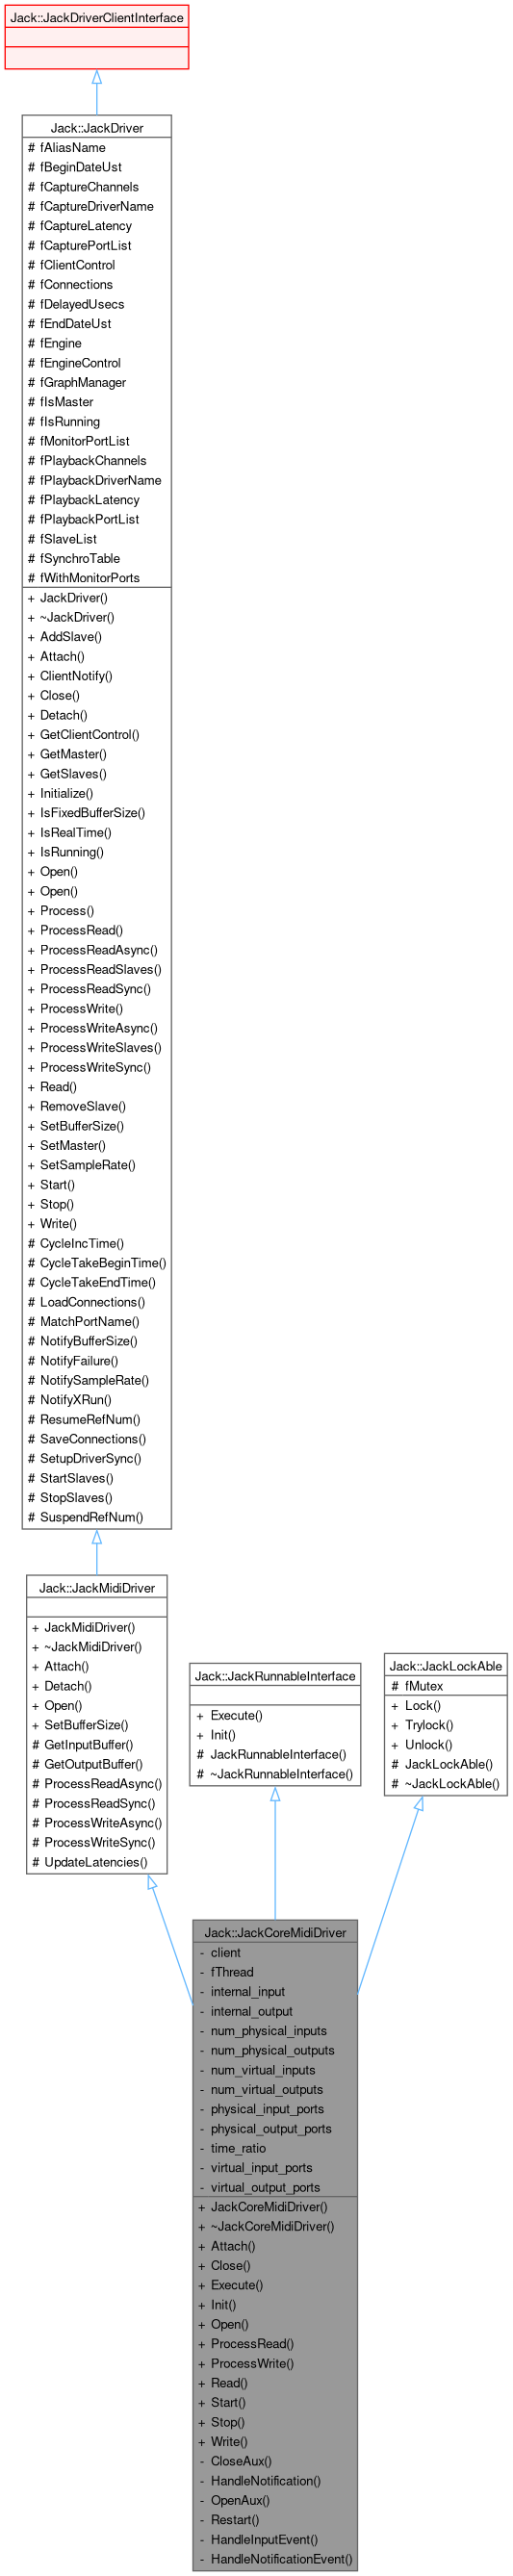 Jack::JackDriverClientInterface
Jack::JackDriver
# fAliasName
# fBeginDateUst
# fCaptureChannels
# fCaptureDriverName
# fCaptureLatency
# fCapturePortList
# fClientControl
# fConnections
# fDelayedUsecs
# fEndDateUst
# fEngine
# fEngineControl
# fGraphManager
# fIsMaster
# fIsRunning
# fMonitorPortList
# fPlaybackChannels
# fPlaybackDriverName
# fPlaybackLatency
# fPlaybackPortList
# fSlaveList
# fSynchroTable
# fWithMonitorPorts
+ JackDriver()
+ ~JackDriver()
+ AddSlave()
+ Attach()
+ ClientNotify()
+ Close()
+ Detach()
+ GetClientControl()
+ GetMaster()
+ GetSlaves()
+ Initialize()
+ IsFixedBufferSize()
+ IsRealTime()
+ IsRunning()
+ Open()
+ Open()
+ Process()
+ ProcessRead()
+ ProcessReadAsync()
+ ProcessReadSlaves()
+ ProcessReadSync()
+ ProcessWrite()
+ ProcessWriteAsync()
+ ProcessWriteSlaves()
+ ProcessWriteSync()
+ Read()
+ RemoveSlave()
+ SetBufferSize()
+ SetMaster()
+ SetSampleRate()
+ Start()
+ Stop()
+ Write()
# CycleIncTime()
# CycleTakeBeginTime()
# CycleTakeEndTime()
# LoadConnections()
# MatchPortName()
# NotifyBufferSize()
# NotifyFailure()
# NotifySampleRate()
# NotifyXRun()
# ResumeRefNum()
# SaveConnections()
# SetupDriverSync()
# StartSlaves()
# StopSlaves()
# SuspendRefNum()
Jack::JackMidiDriver
+ JackMidiDriver()
+ ~JackMidiDriver()
+ Attach()
+ Detach()
+ Open()
+ SetBufferSize()
# GetInputBuffer()
# GetOutputBuffer()
# ProcessReadAsync()
# ProcessReadSync()
# ProcessWriteAsync()
# ProcessWriteSync()
# UpdateLatencies()
Jack::JackRunnableInterface
+ Execute()
+ Init()
# JackRunnableInterface()
# ~JackRunnableInterface()
Jack::JackLockAble
# fMutex
+ Lock()
+ Trylock()
+ Unlock()
# JackLockAble()
# ~JackLockAble()
Jack::JackCoreMidiDriver
- client
- fThread
- internal_input
- internal_output
- num_physical_inputs
- num_physical_outputs
- num_virtual_inputs
- num_virtual_outputs
- physical_input_ports
- physical_output_ports
- time_ratio
- virtual_input_ports
- virtual_output_ports
+ JackCoreMidiDriver()
+ ~JackCoreMidiDriver()
+ Attach()
+ Close()
+ Execute()
+ Init()
+ Open()
+ ProcessRead()
+ ProcessWrite()
+ Read()
+ Start()
+ Stop()
+ Write()
- CloseAux()
- HandleNotification()
- OpenAux()
- Restart()
- HandleInputEvent()
- HandleNotificationEvent()